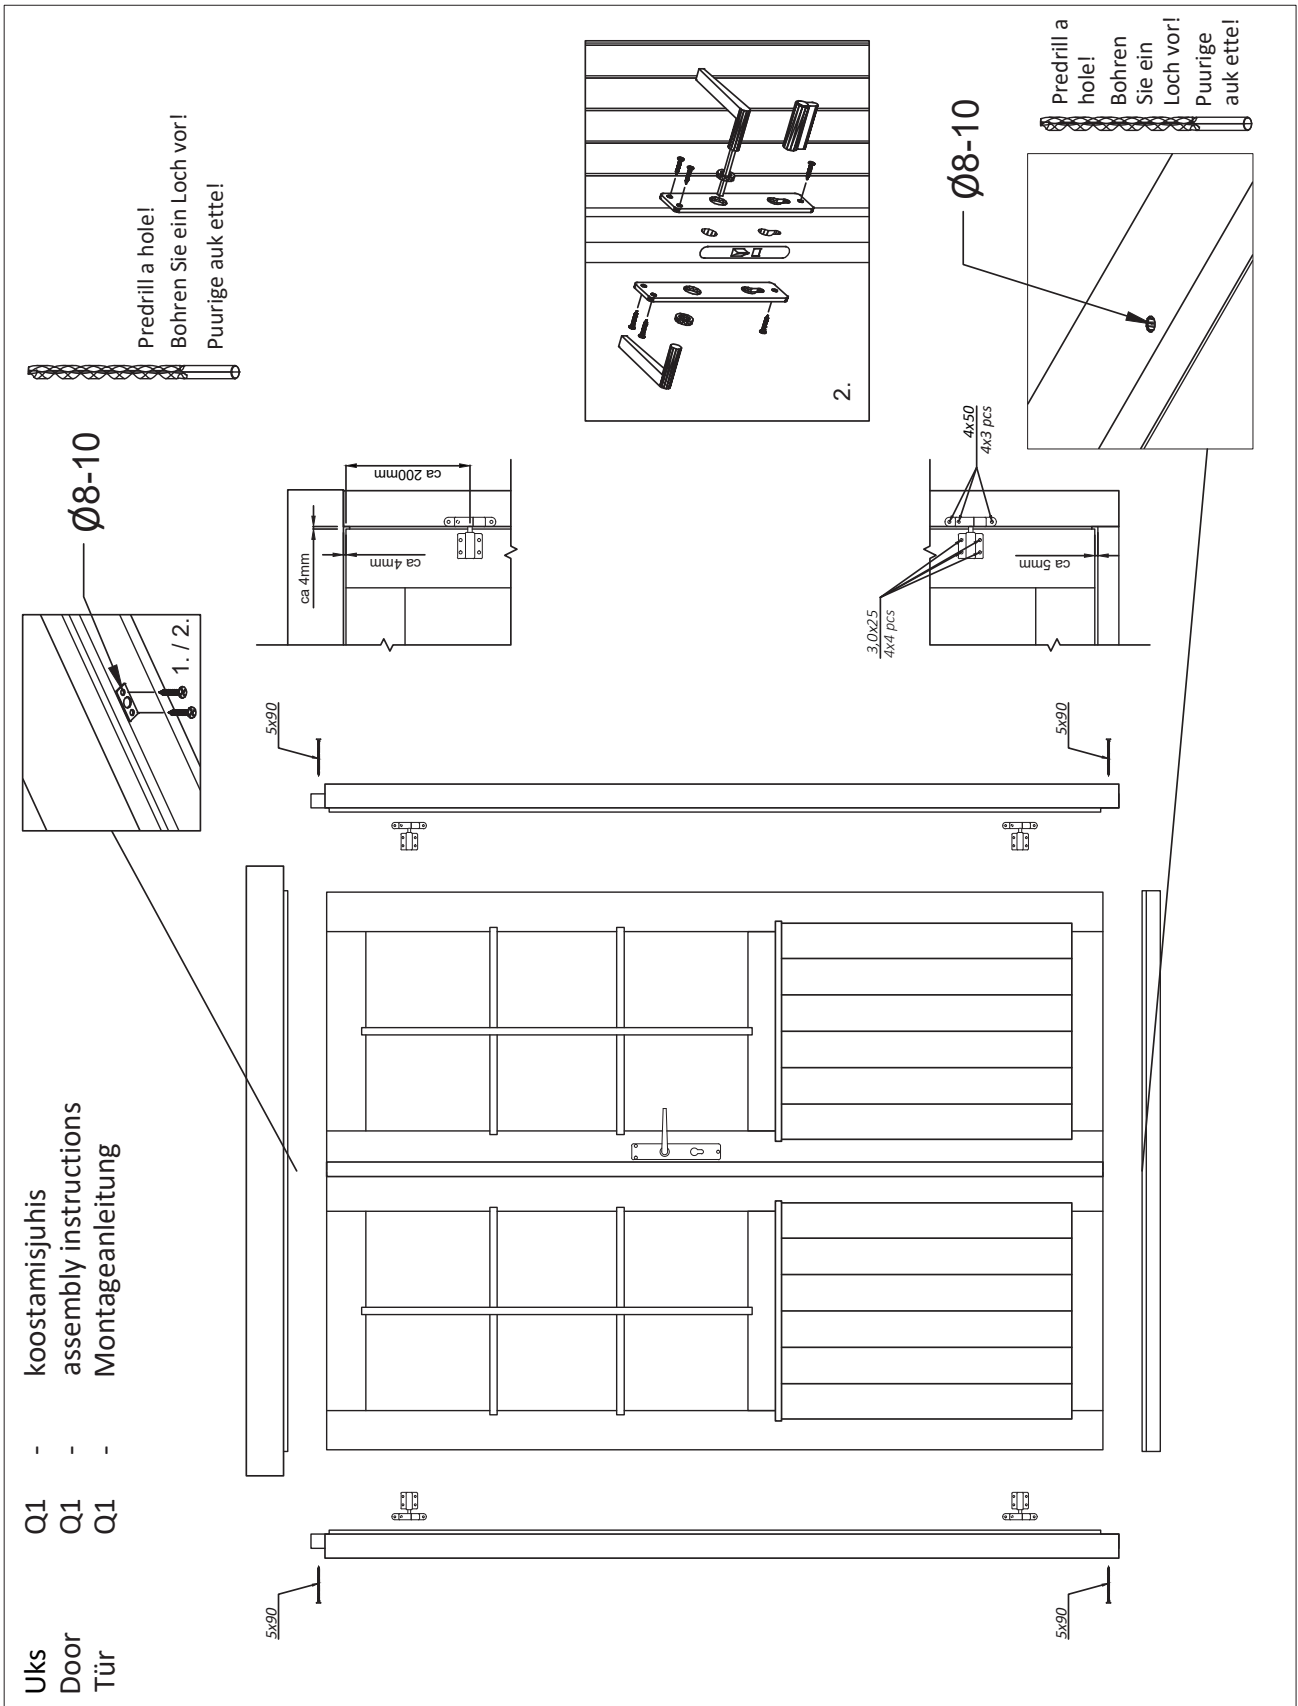 Uks Q1 - koostamisjuhis
Door Q1 - assembly instructions
Tür Q1 - Montageanleitung
Ø8-10
Predrill a hole!
Bohren Sie ein Loch vor!
Puurige auk ette!
1. / 2.
5x90
5x90
5x90
5x90
ca 4mm
ca 4mm
ca 200mm
3,0x25
4x4 pcs
4x50
4x3 pcs
ca 5mm
2.
Ø8-10
Predrill a
hole!
Bohren
Sie ein
Loch vor!
Puurige
auk ette!